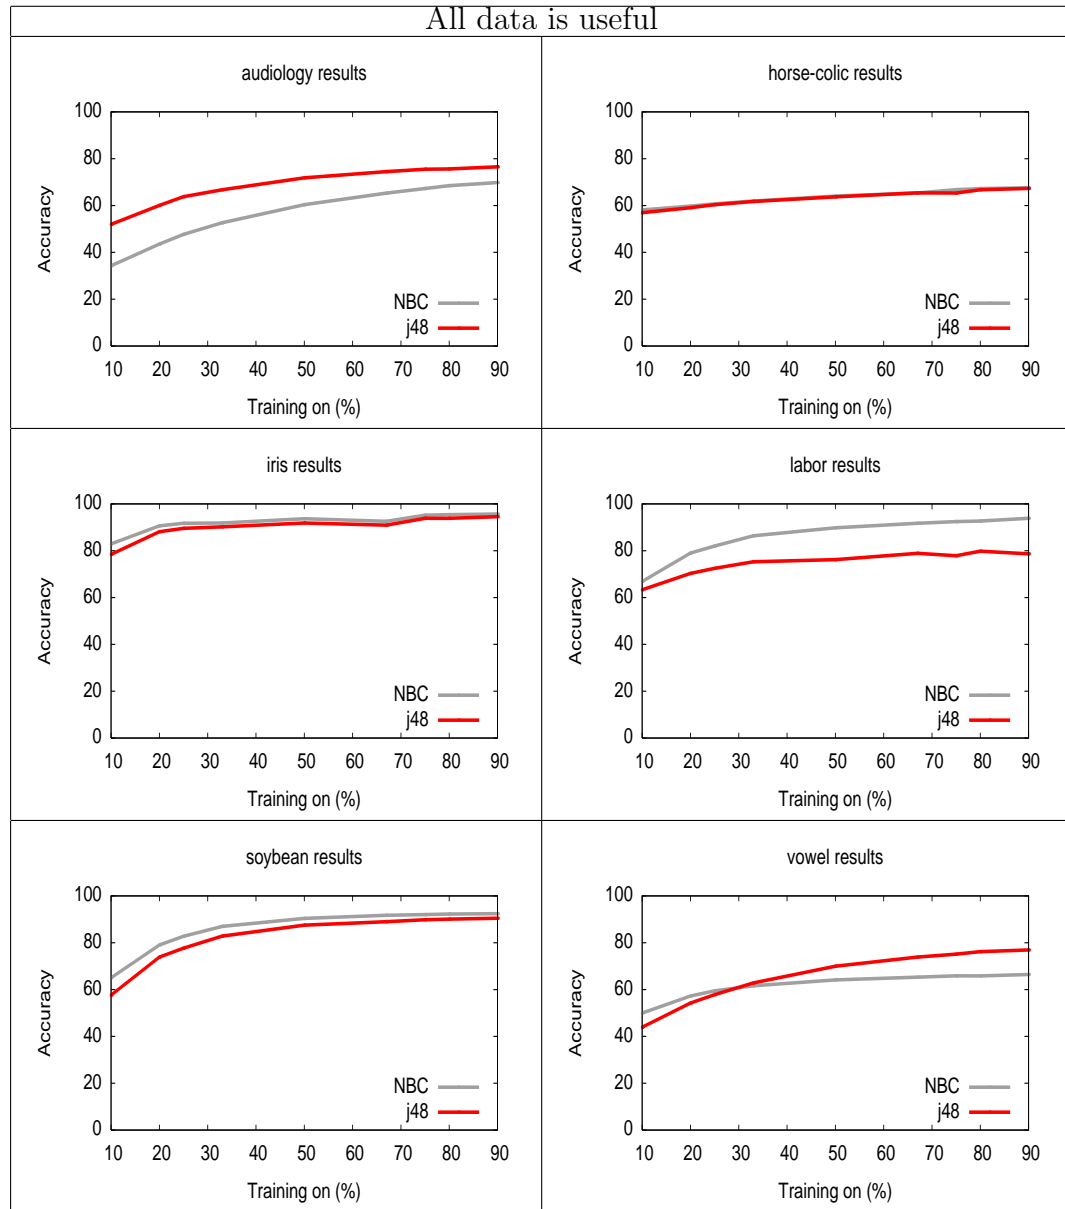 All data is useful
audiology results
100
80
60
40
20
0
Accuracy
NBC
j48
10 20 30 40 50 60 70 80 90
Training on (%)
horse-colic results
100
80
60
40
20
0
Accuracy
NBC
j48
10 20 30 40 50 60 70 80 90
Training on (%)
iris results
100
80
60
40
20
0
Accuracy
NBC
j48
10 20 30 40 50 60 70 80 90
Training on (%)
labor results
100
80
60
40
20
0
Accuracy
NBC
j48
10 20 30 40 50 60 70 80 90
Training on (%)
soybean results
100
80
60
40
20
0
Accuracy
NBC
j48
10 20 30 40 50 60 70 80 90
Training on (%)
vowel results
100
80
60
40
20
0
Accuracy
NBC
j48
10 20 30 40 50 60 70 80 90
Training on (%)